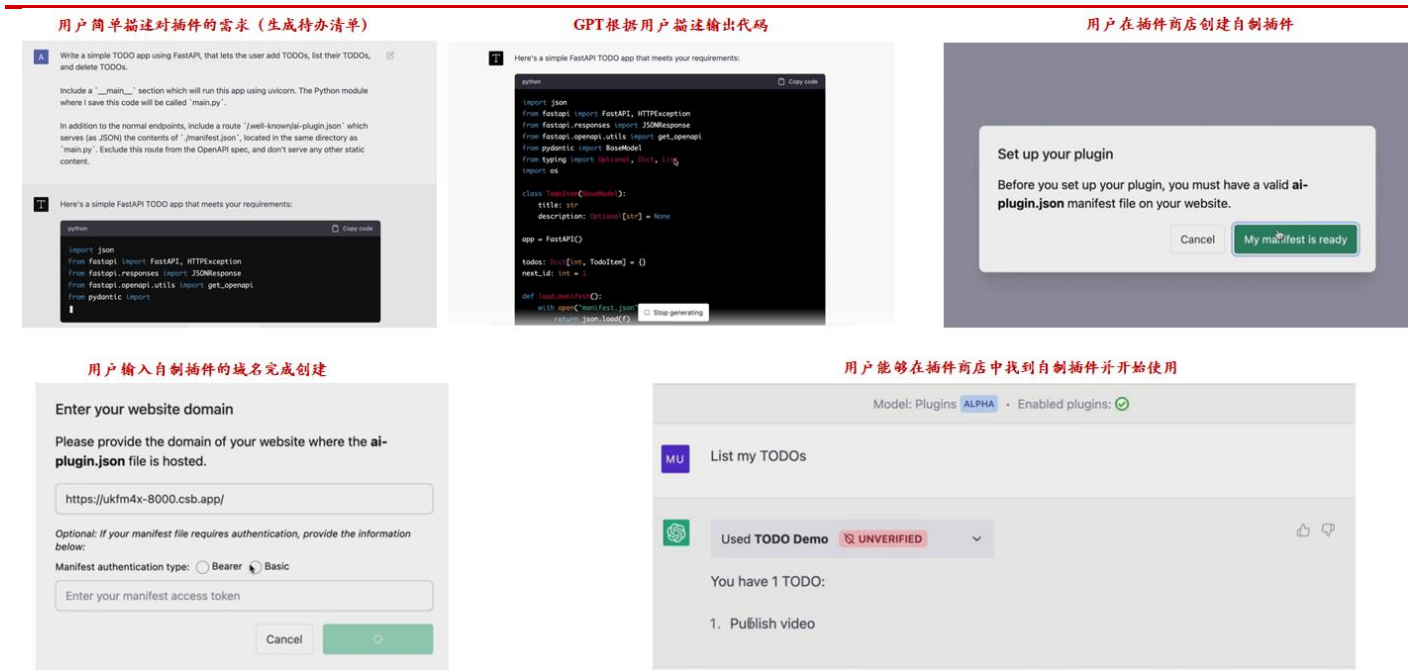 用户简单描述对插件的需求（生成待办清单）
A
Write a simple TODO app using FastAPI, that lets the user add TODOs, list their TODOs,
and delete TODOs.
Include a `__main__` section which will run this app using uvicorn. The Python module
where I save this code will be called `main.py`.
In addition to the normal endpoints, include a route `/.well-known/ai-plugin.json` which
serves (as JSON) the contents of `./manifest.json`, located in the same directory as
`main.py`. Exclude this route from the OpenAPI spec, and don't serve any other static
content.
T
Here's a simple FastAPI TODO app that meets your requirements:
python
Copy code
import json
from fastapi import FastAPI, HTTPException
from fastapi.responses import JSONResponse
from fastapi.openapi.utils import get_openapi
from pydantic import
GPT根据用户描述输出代码
T
Here's a simple FastAPI TODO app that meets your requirements:
python
Copy code
import json
from fastapi import FastAPI, HTTPException
from fastapi.responses import JSONResponse
from fastapi.openapi.utils import get_openapi
from pydantic import BaseModel
from typing import Optional, Dict, List
import os
class TodoItem(BaseModel):
title: str
description: Optional[str] = None
app = FastAPI()
todos: Dict[int, TodoItem] = {}
next_id: int = 1
def load_manifest():
with open("manifest.json"
return json.load(f)
Stop generating
用户在插件商店创建自制插件
Set up your plugin
Before you set up your plugin, you must have a valid ai-
plugin.json manifest file on your website.
Cancel
My manifest is ready
用户输入自制插件的域名完成创建
Enter your website domain
Please provide the domain of your website where the ai-
plugin.json file is hosted.
https://ukfm4x-8000.csb.app/
Optional: If your manifest file requires authentication, provide the information
below:
Manifest authentication type: Bearer Basic
Enter your manifest access token
Cancel
用户能够在插件商店中找到自制插件并开始使用
Model: Plugins ALPHA • Enabled plugins:
MU
List my TODOs
Used TODO Demo UNVERIFIED
You have 1 TODO:
1. Publish video